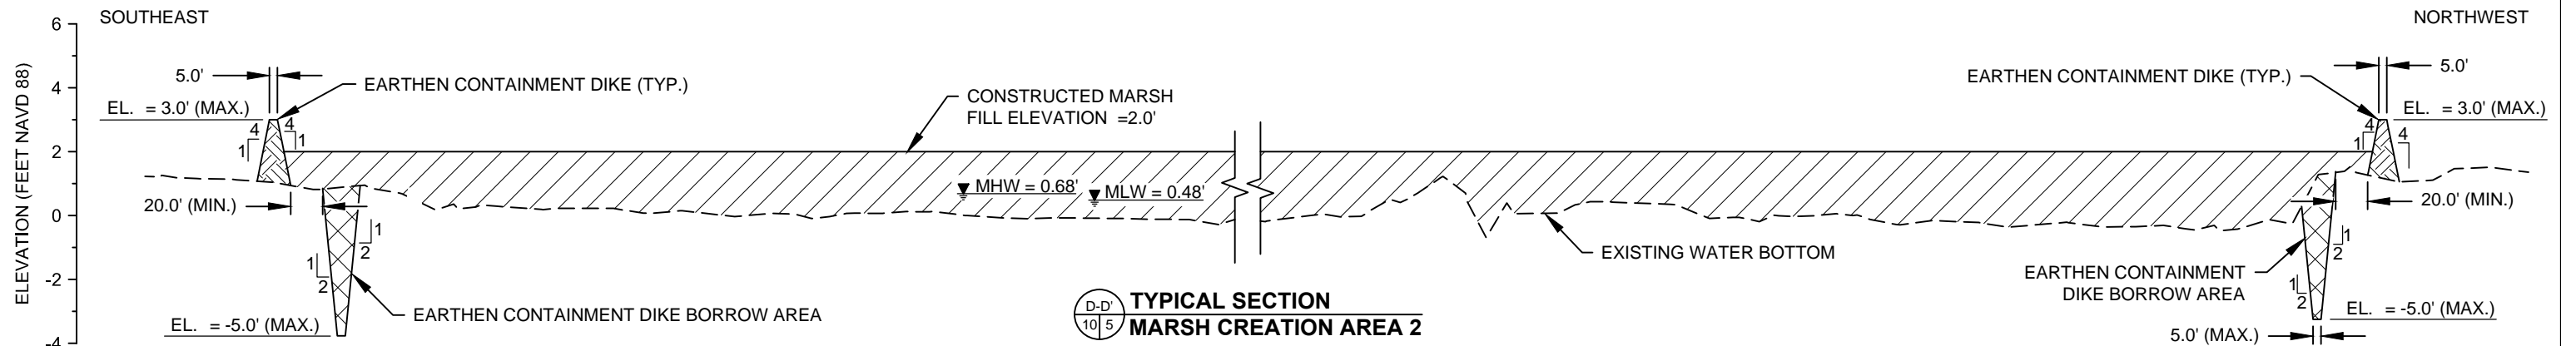 SOUTHEAST
NORTHWEST
ELEVATION (FEET NAVD 88)
6
4
2
0
-2
-4
5.0'
EARTHEN CONTAINMENT DIKE (TYP.)
EL. = 3.0' (MAX.)
4
1
4
1
CONSTRUCTED MARSH
FILL ELEVATION =2.0'
EARTHEN CONTAINMENT DIKE (TYP.)
5.0'
EL. = 3.0' (MAX.)
4
1
4
MHW = 0.68'
MLW = 0.48'
20.0' (MIN.)
20.0' (MIN.)
1
2
1
2
EXISTING WATER BOTTOM
1
2
1
2
EARTHEN CONTAINMENT DIKE BORROW AREA
EARTHEN CONTAINMENT
DIKE BORROW AREA
EL. = -5.0' (MAX.)
EL. = -5.0' (MAX.)
5.0' (MAX.)
D-D'
10 5
TYPICAL SECTION
MARSH CREATION AREA 2